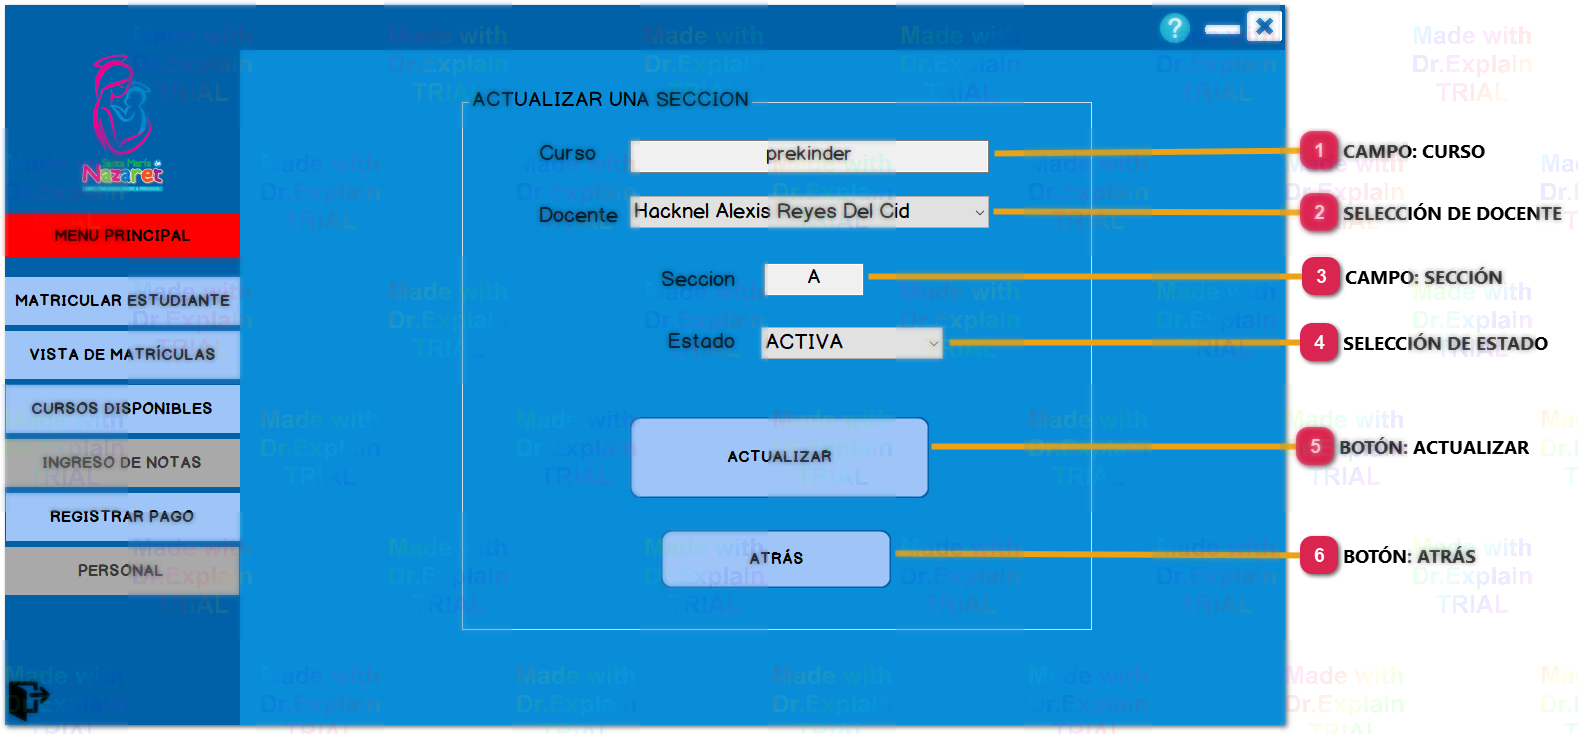 ?
ACTUALIZAR UNA SECCION
Curso
prekinder
1
CAMPO: CURSO
Santa María de
Nazaret
Docente
Hacknel Alexis Reyes Del Cid
2
SELECCIÓN DE DOCENTE
MENU PRINCIPAL
Seccion
A
3
CAMPO: SECCIÓN
MATRICULAR ESTUDIANTE
Estado
ACTIVA
4
SELECCIÓN DE ESTADO
VISTA DE MATRÍCULAS
CURSOS DISPONIBLES
ACTUALIZAR
5
BOTÓN: ACTUALIZAR
INGRESO DE NOTAS
REGISTRAR PAGO
ATRÁS
6
BOTÓN: ATRÁS
PERSONAL
Made with
Dr.Explain
TRIAL